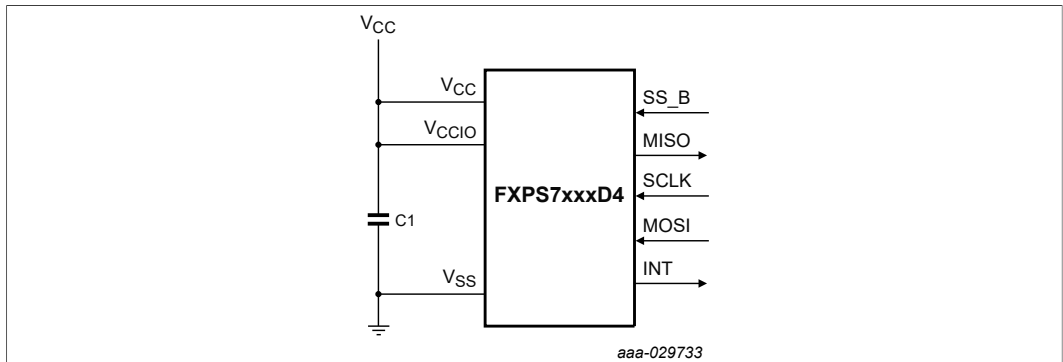 VCC
VCC
VCCIO
C1
VSS
FXPS7xxxD4
SS_B
MISO
SCLK
MOSI
INT
aaa-029733